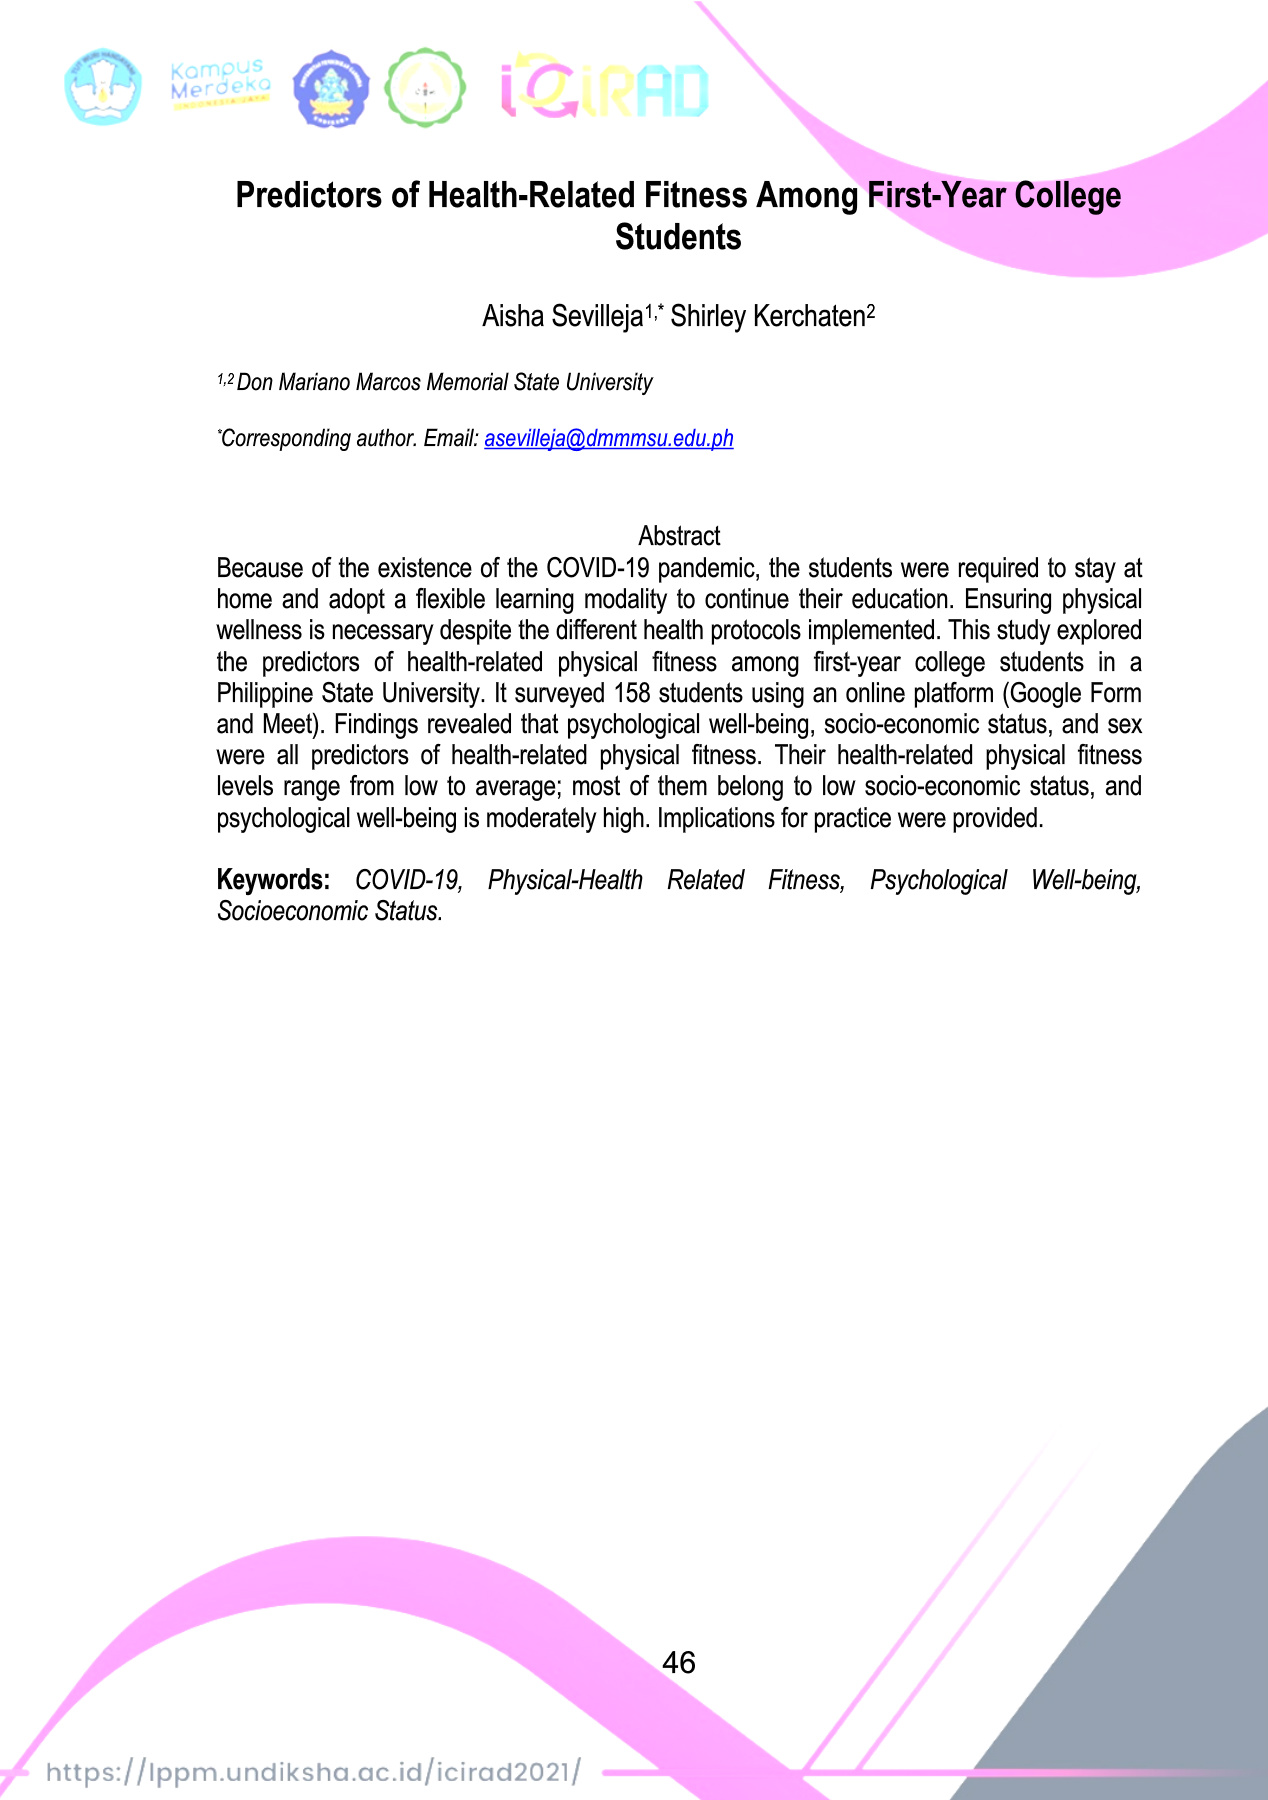 Kampus
Merdeka
INDONESIA JAYA
iCiRAD
Predictors of Health-Related Fitness Among First-Year College
Students
Aisha Sevilleja1,* Shirley Kerchaten2
1,2 Don Mariano Marcos Memorial State University
*Corresponding author. Email: asevilleja@dmmmsu.edu.ph
Abstract
Because of the existence of the COVID-19 pandemic, the students were required to stay at
home and adopt a flexible learning modality to continue their education. Ensuring physical
wellness is necessary despite the different health protocols implemented. This study explored
the predictors of health-related physical fitness among first-year college students in a
Philippine State University. It surveyed 158 students using an online platform (Google Form
and Meet). Findings revealed that psychological well-being, socio-economic status, and sex
were all predictors of health-related physical fitness. Their health-related physical fitness
levels range from low to average; most of them belong to low socio-economic status, and
psychological well-being is moderately high. Implications for practice were provided.
Keywords: COVID-19, Physical-Health Related Fitness, Psychological Well-being,
Socioeconomic Status.
46
https://lppm.undiksha.ac.id/icirad2021/